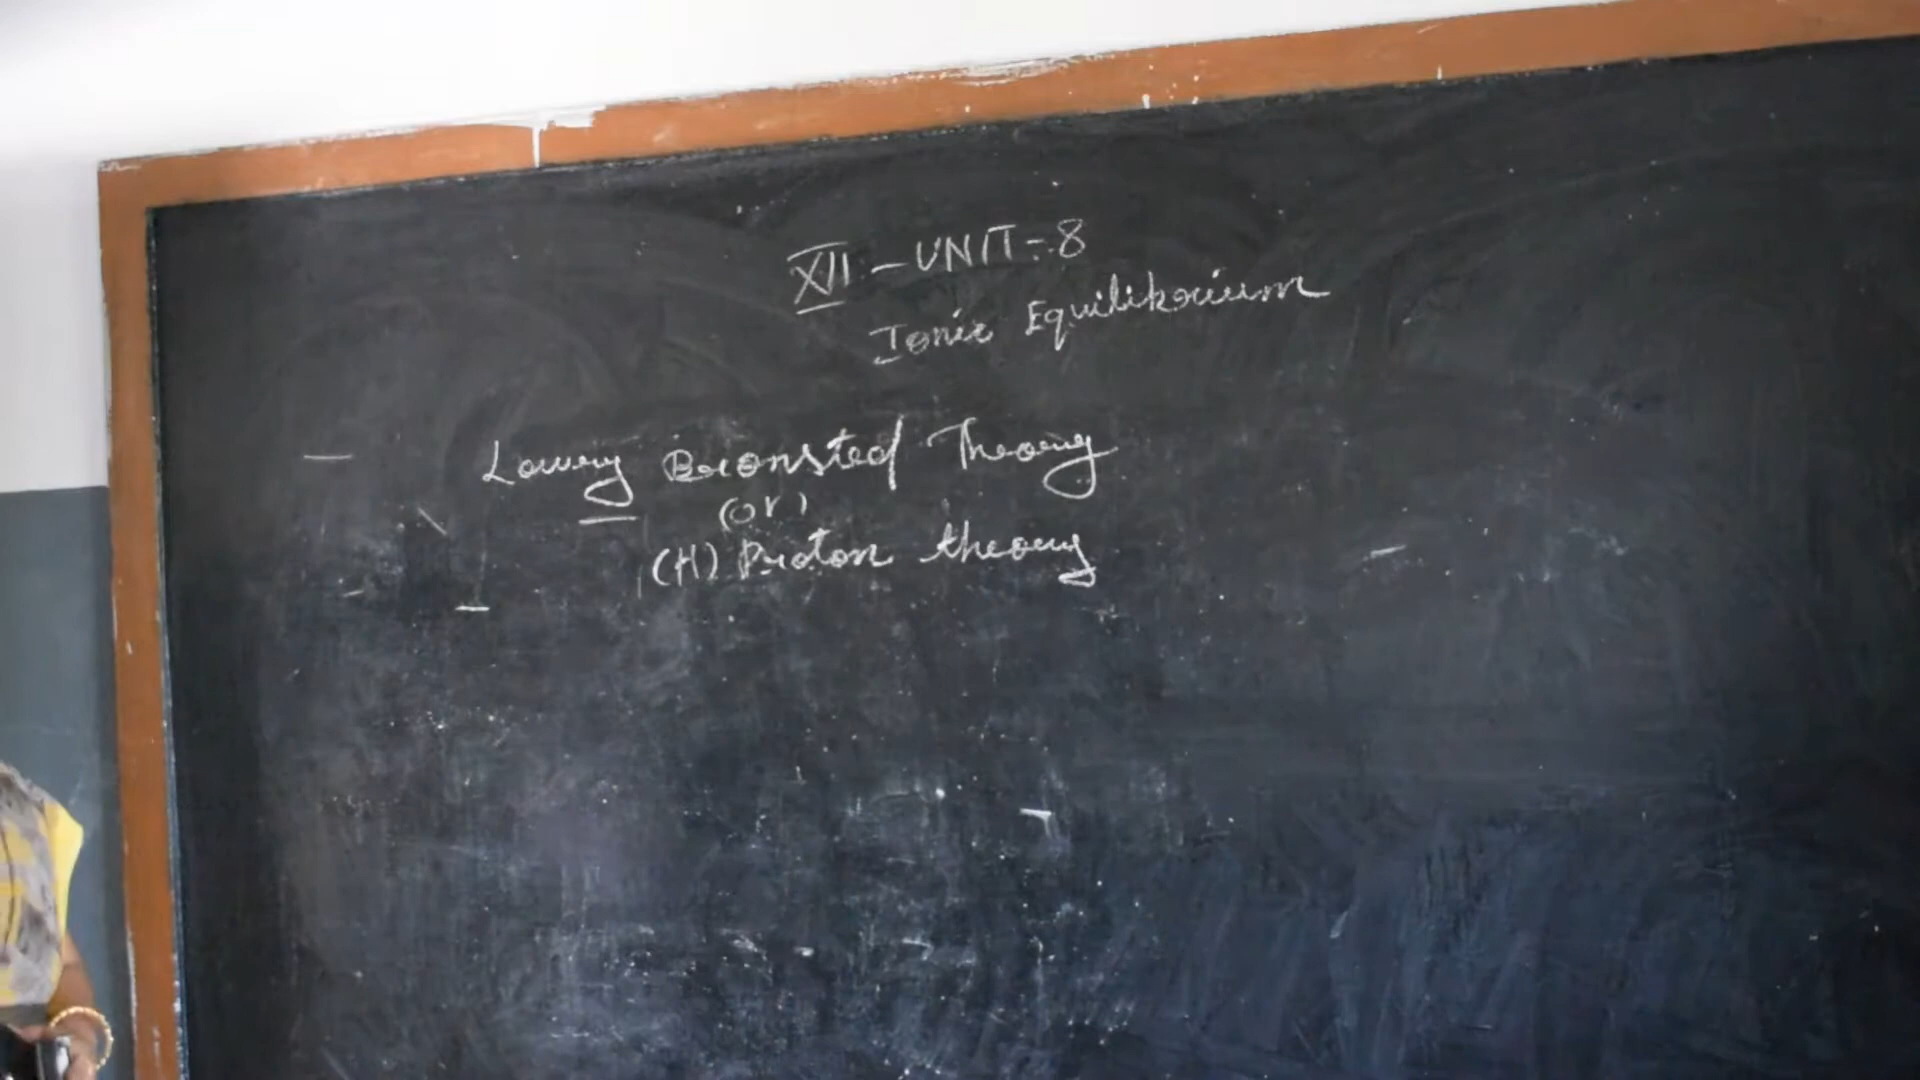 XII - UNIT - 8
Ionic Equilibrium
Lowry Bronsted Theory
(or)
(H) Proton theory